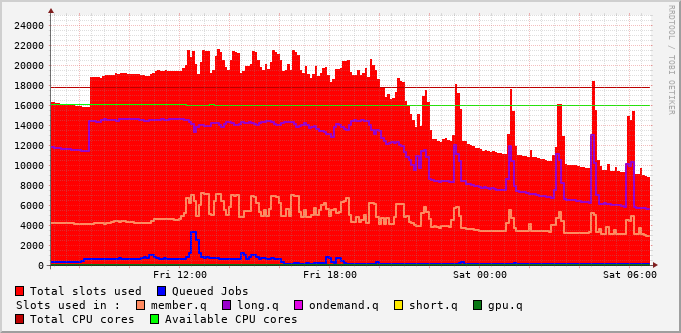 RRDTOOL / TOBI OETIKER
24000
22000
20000
18000
16000
14000
12000
10000
8000
6000
4000
2000
0
Fri 12:00 Fri 18:00 Sat 00:00 Sat 06:00
Total slots used Queued Jobs
Slots used in : member.q long.q ondemand.q short.q gpu.q
Total CPU cores Available CPU cores